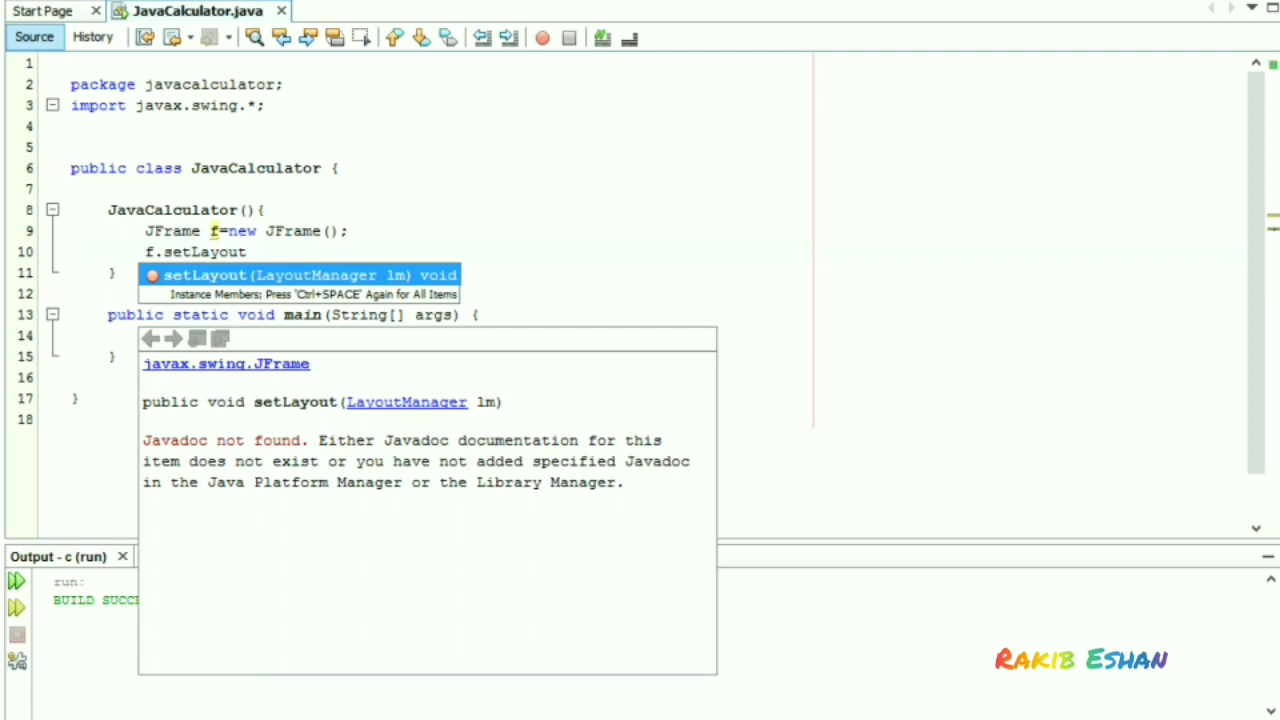 Start Page
JavaCalculator.java
Source History
1
2 package javacalculator;
3 import javax.swing.*;
4
5
6 public class JavaCalculator {
7
8 JavaCalculator(){
9 JFrame f=new JFrame();
10 f.setLayout
11 }
setLayout(LayoutManager lm) void
12 Instance Members; Press 'Ctrl+SPACE' Again for All Items
13 public static void main(String[] args) {
14
15 }
16
17 }
18
javax.swing.JFrame
public void setLayout(LayoutManager lm)
Javadoc not found. Either Javadoc documentation for this
item does not exist or you have not added specified Javadoc
in the Java Platform Manager or the Library Manager.
Output - c (run)
run:
BUILD
Rakib Eshan